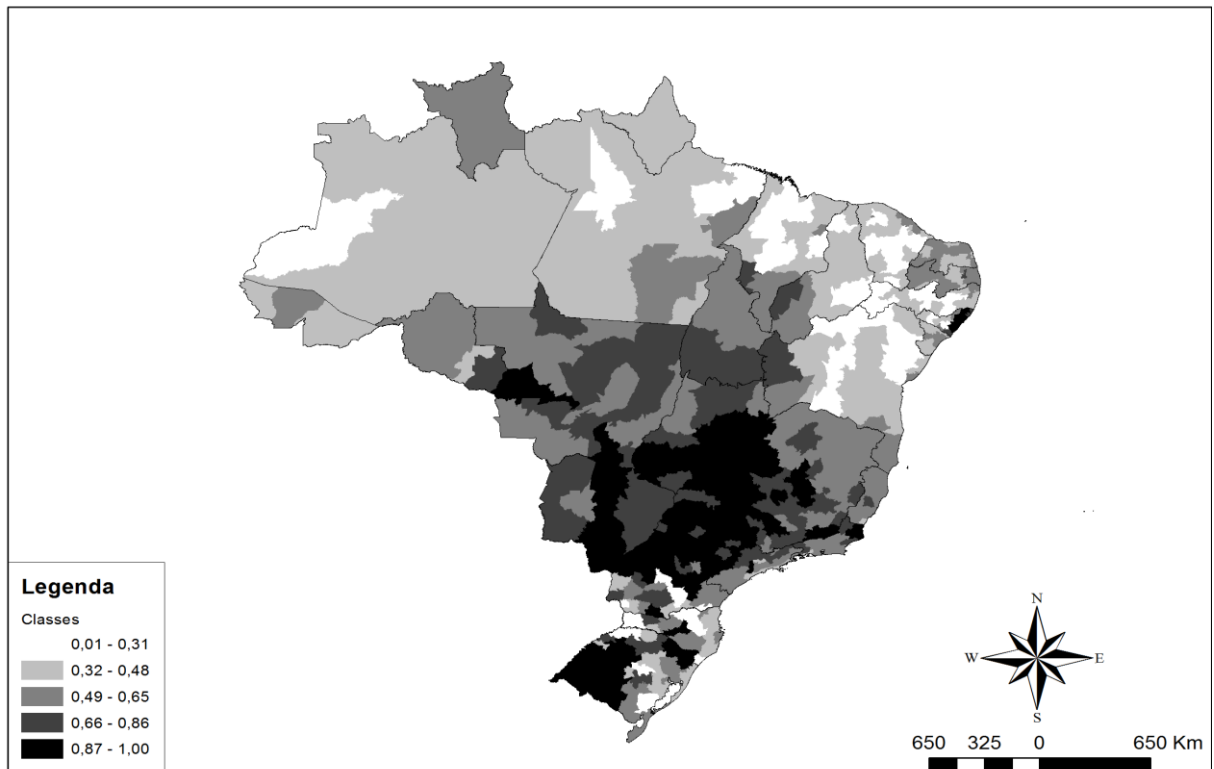 Legenda
Classes
0,01 - 0,31
0,32 - 0,48
0,49 - 0,65
0,66 - 0,86
0,87 - 1,00
N
W E
S
650 325 0 650 Km